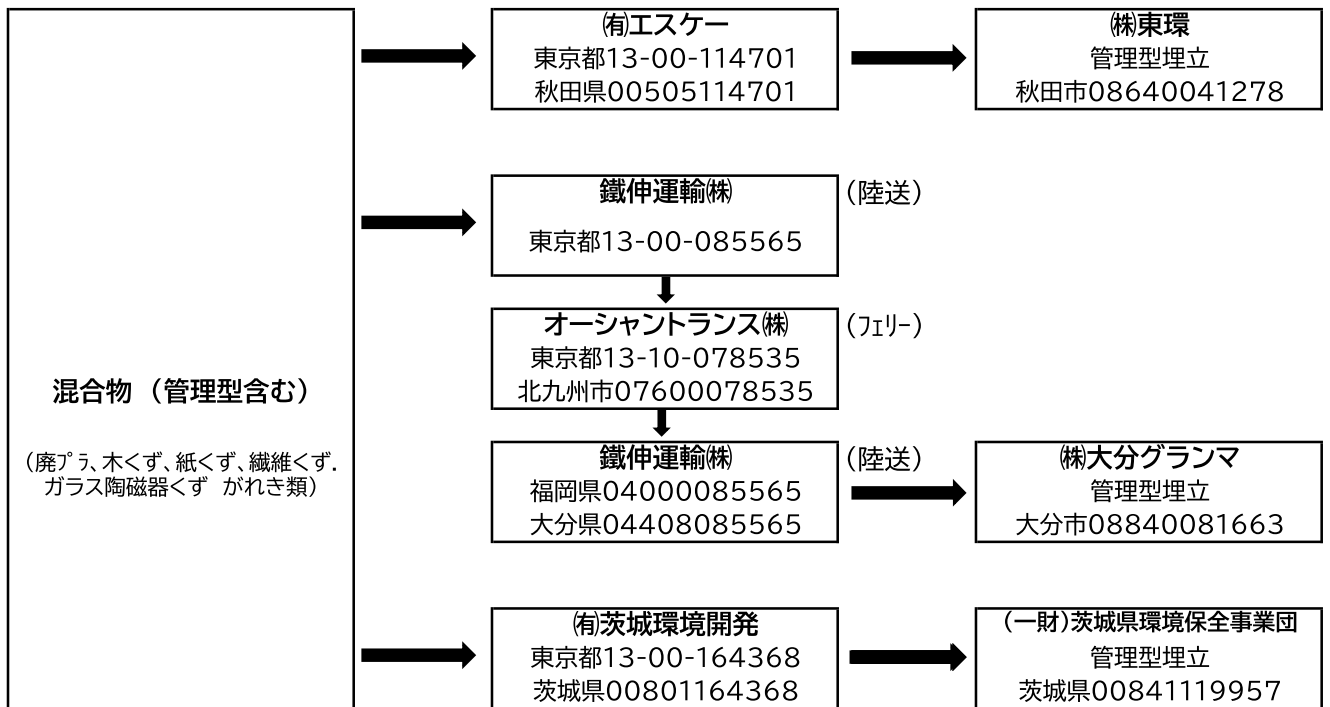 混合物 （管理型含む）
（廃ﾌﾟﾗ、木くず、紙くず、繊維くず．
ガラス陶磁器くず がれき類）
㈲エスケー
東京都13-00-114701
秋田県00505114701
㈱東環
管理型埋立
秋田市08640041278
鐵伸運輸㈱
（陸送）
東京都13-00-085565
オーシャントランス㈱
（ﾌｪﾘｰ）
東京都13-10-078535
北九州市07600078535
鐵伸運輸㈱
（陸送）
福岡県04000085565
大分県04408085565
㈱大分グランマ
管理型埋立
大分市08840081663
㈲茨城環境開発
東京都13-00-164368
茨城県00801164368
（一財）茨城県環境保全事業団
管理型埋立
茨城県00841119957